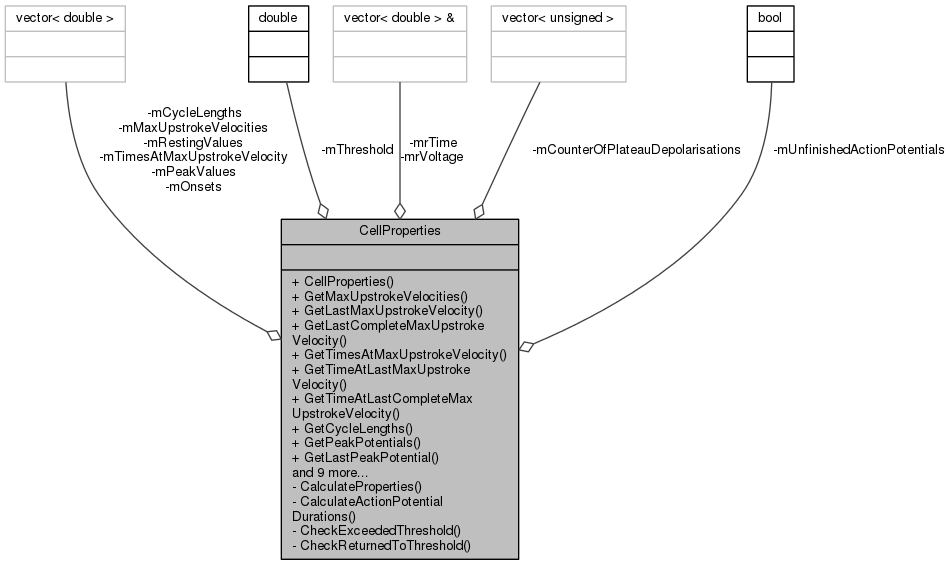 vector< double >
double
vector< double > &
vector< unsigned >
bool
-mCycleLengths
-mMaxUpstrokeVelocities
-mRestingValues
-mTimesAtMaxUpstrokeVelocity
-mPeakValues
-mOnsets
-mThreshold
-mrTime
-mrVoltage
-mCounterOfPlateauDepolarisations
-mUnfinishedActionPotentials
CellProperties
+ CellProperties()
+ GetMaxUpstrokeVelocities()
+ GetLastMaxUpstrokeVelocity()
+ GetLastCompleteMaxUpstroke
Velocity()
+ GetTimesAtMaxUpstrokeVelocity()
+ GetTimeAtLastMaxUpstroke
Velocity()
+ GetTimeAtLastCompleteMax
UpstrokeVelocity()
+ GetCycleLengths()
+ GetPeakPotentials()
+ GetLastPeakPotential()
and 9 more...
- CalculateProperties()
- CalculateActionPotential
Durations()
- CheckExceededThreshold()
- CheckReturnedToThreshold()